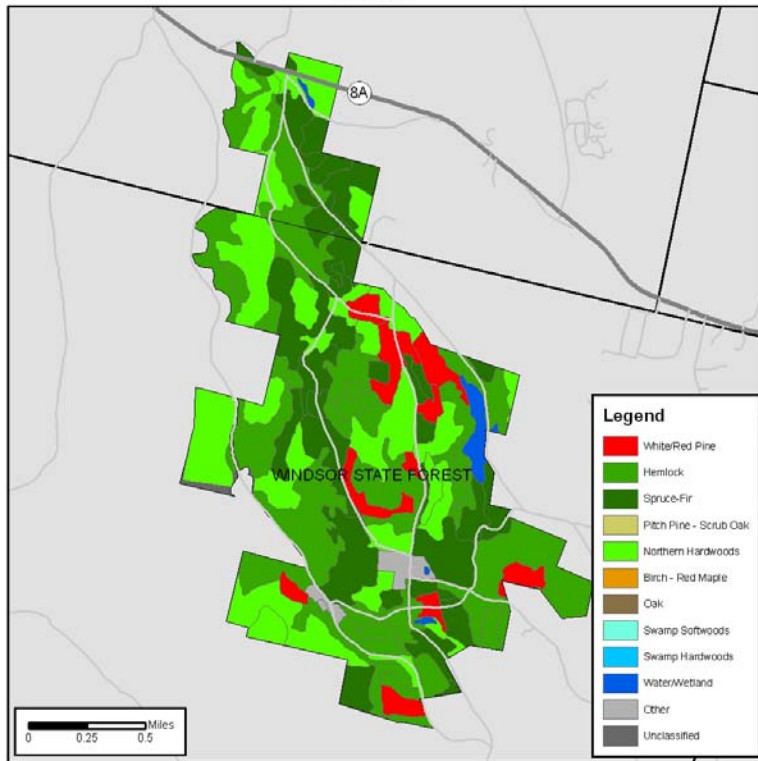 8A
WINDSOR STATE FOREST
Legend
White/Red Pine
Hemlock
Spruce-Fir
Pitch Pine - Scrub Oak
Northern Hardwoods
Birch - Red Maple
Oak
Swamp Softwoods
Swamp Hardwoods
Water/Wetland
Other
Unclassified
Miles
0 0.25 0.5